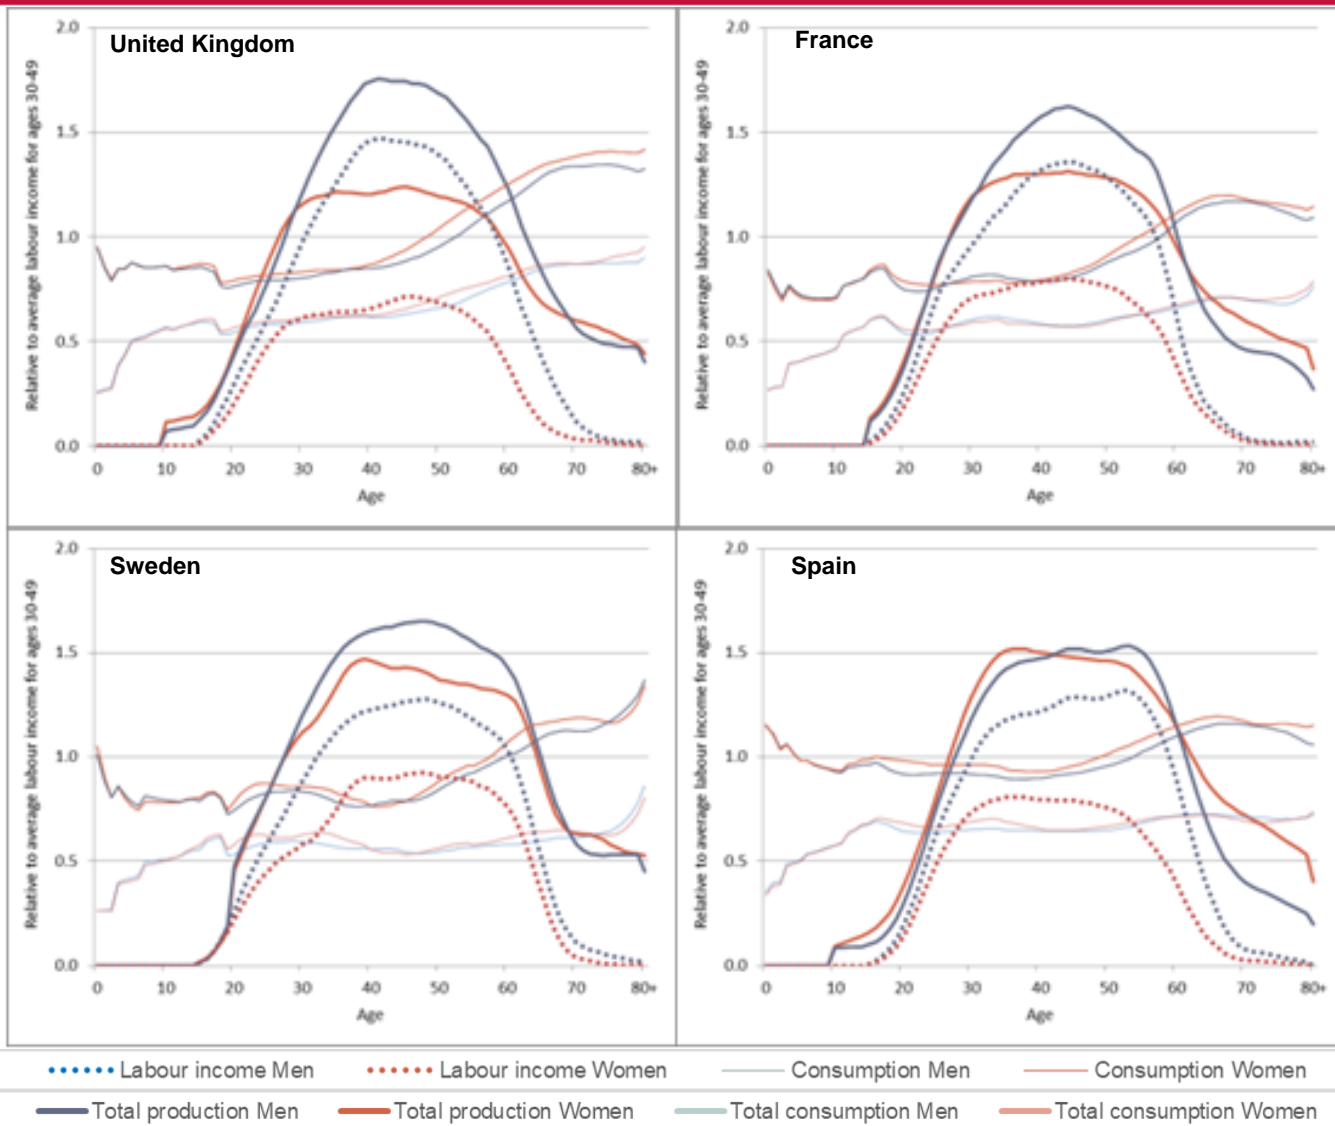 United Kingdom
Relative to average labour income for ages 30-49
2.0
1.5
1.0
0.5
0.0
0 10 20 30 40 50 60 70 80+
Age
France
Relative to average labour income for ages 30-49
2.0
1.5
1.0
0.5
0.0
0 10 20 30 40 50 60 70 80+
Age
Sweden
Relative to average labour income for ages 30-49
2.0
1.5
1.0
0.5
0.0
0 10 20 30 40 50 60 70 80+
Age
Spain
Relative to average labour income for ages 30-49
2.0
1.5
1.0
0.5
0.0
0 10 20 30 40 50 60 70 80+
Age
Labour income Men Labour income Women Consumption Men Consumption Women
Total production Men Total production Women Total consumption Men Total consumption Women